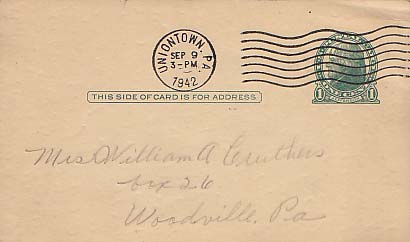 UNIONTOWN, PA.
SEP 9
3-PM
1942
THIS SIDE OF CARD IS FOR ADDRESS
1 1
Mrs William A Cruthers
box 26
Woodville. Pa